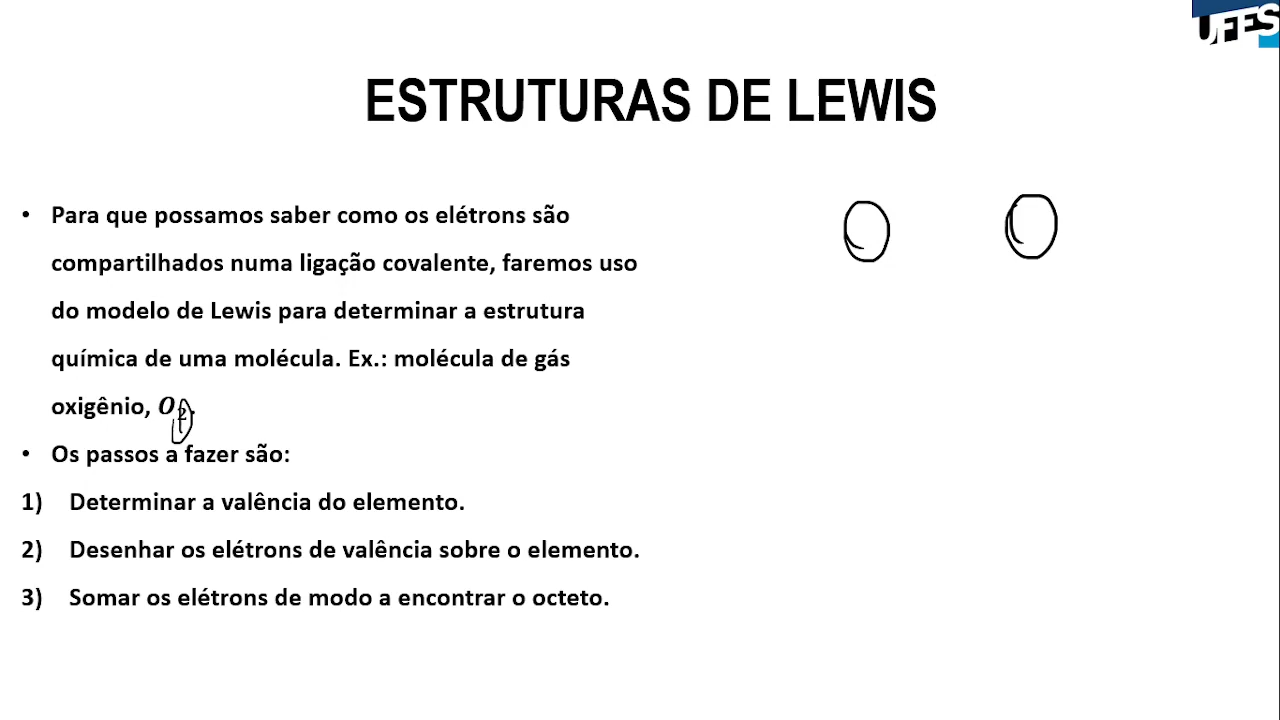 UFES
ESTRUTURAS DE LEWIS
• Para que possamos saber como os elétrons são
compartilhados numa ligação covalente, faremos uso
do modelo de Lewis para determinar a estrutura
química de uma molécula. Ex.: molécula de gás
oxigênio, O₂.
• Os passos a fazer são:
1) Determinar a valência do elemento.
2) Desenhar os elétrons de valência sobre o elemento.
3) Somar os elétrons de modo a encontrar o octeto.
O O